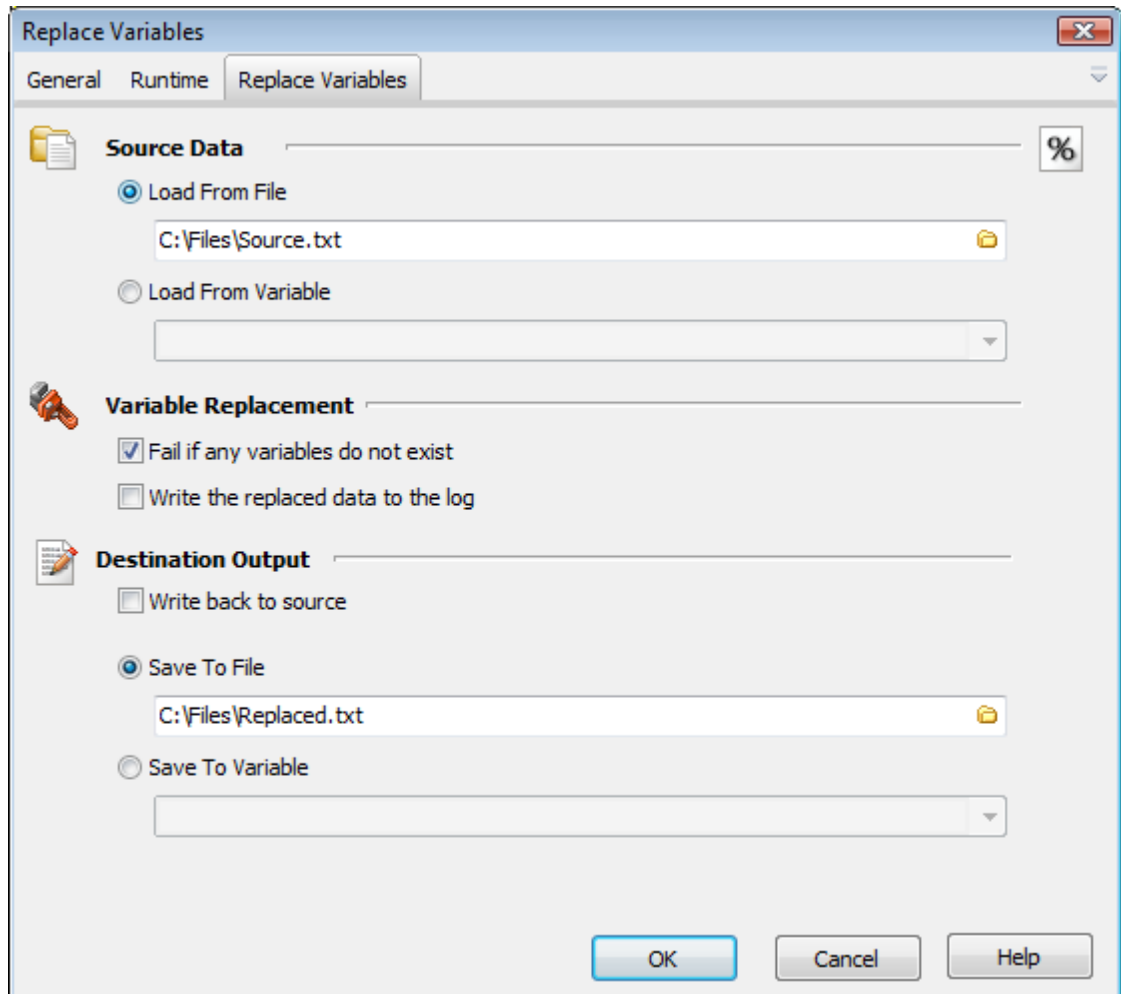 Replace Variables
General Runtime Replace Variables
Source Data %
Load From File
C:\Files\Source.txt
Load From Variable
Variable Replacement
Fail if any variables do not exist
Write the replaced data to the log
Destination Output
Write back to source
Save To File
C:\Files\Replaced.txt
Save To Variable
OK Cancel Help